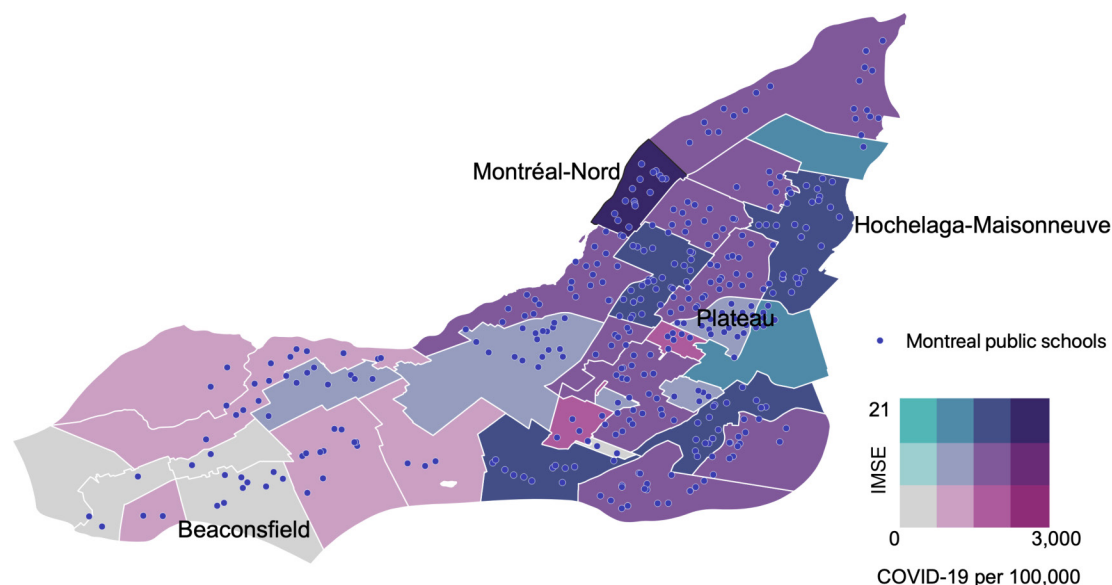 Montréal-Nord
Hochelaga-Maisonneuve
Plateau
Montreal public schools
21
IMSE
Beaconsfield
0
3,000
COVID-19 per 100,000